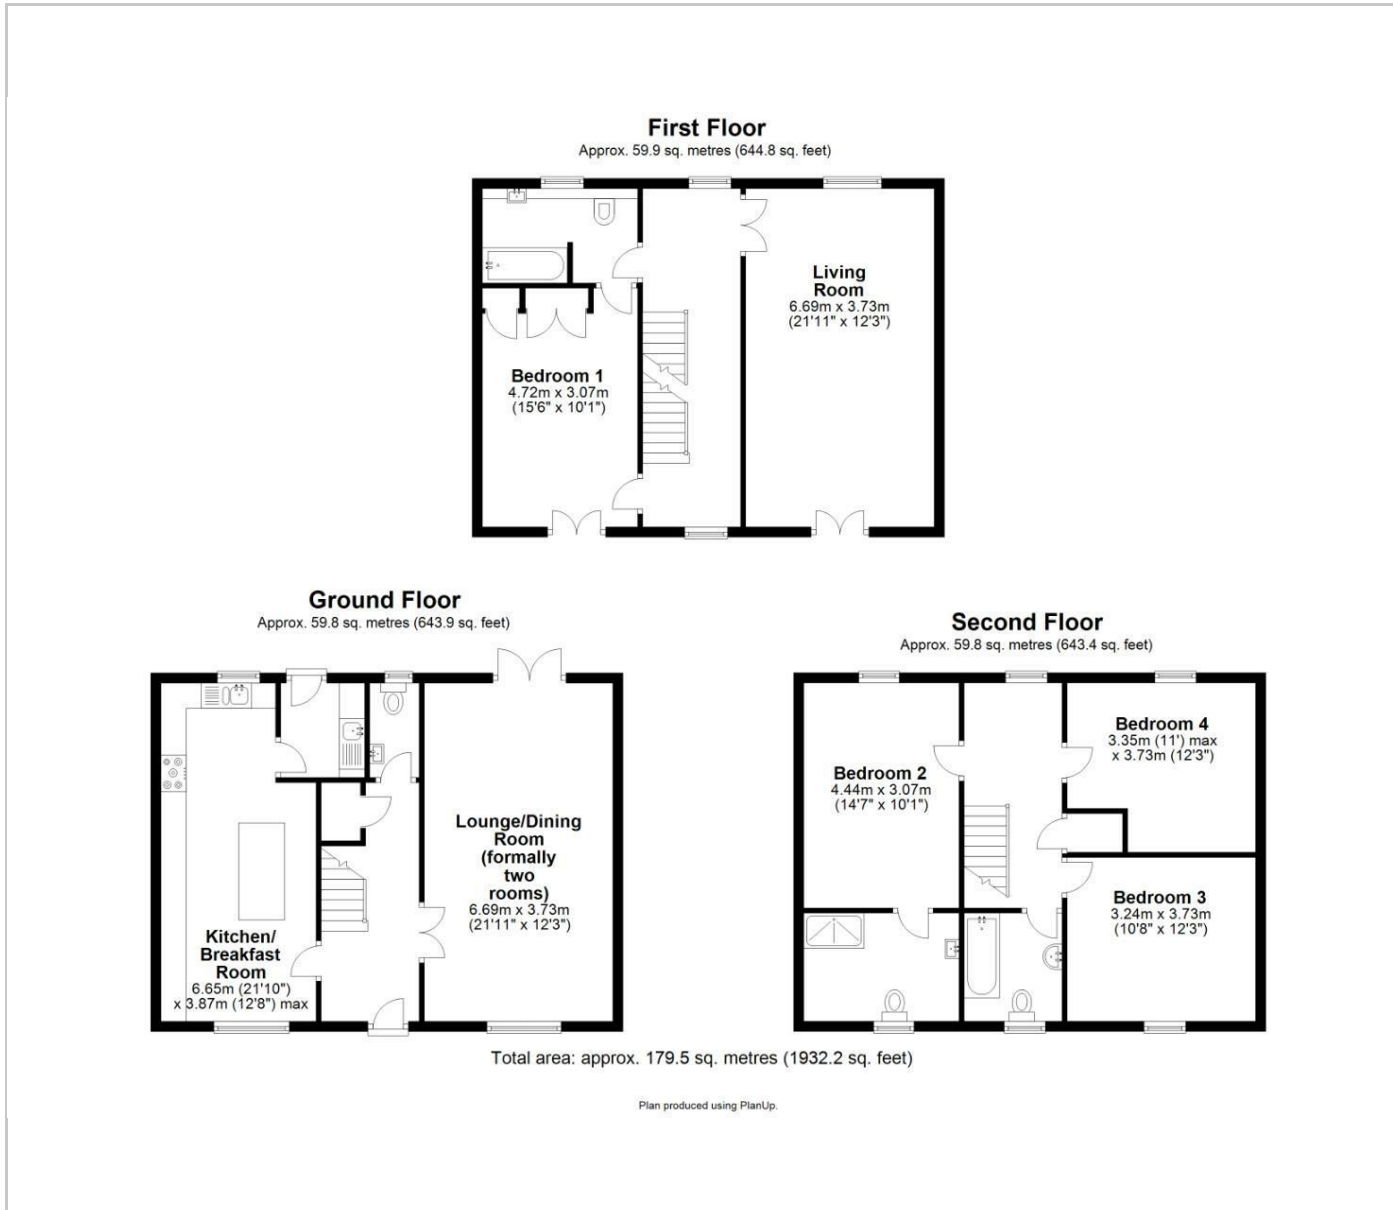 First Floor
Approx. 59.9 sq. metres (644.8 sq. feet)
Living
Room
6.69m x 3.73m
(21'11" x 12'3")
Bedroom 1
4.72m x 3.07m
(15'6" x 10'1")
Ground Floor
Approx. 59.8 sq. metres (643.9 sq. feet)
Lounge/Dining
Room
(formally
two
rooms)
6.69m x 3.73m
(21'11" x 12'3")
Kitchen/
Breakfast
Room
6.65m (21'10")
x 3.87m (12'8") max
Second Floor
Approx. 59.8 sq. metres (643.4 sq. feet)
Bedroom 4
3.35m (11') max
x 3.73m (12'3")
Bedroom 2
4.44m x 3.07m
(14'7" x 10'1")
Bedroom 3
3.24m x 3.73m
(10'8" x 12'3")
Total area: approx. 179.5 sq. metres (1932.2 sq. feet)
Plan produced using PlanUp.